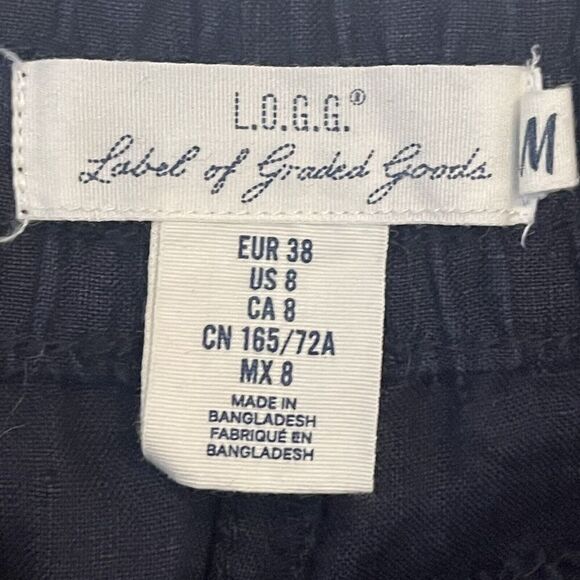 L.O.G.G.®
Label of Graded Goods
M
EUR 38
US 8
CA 8
CN 165/72A
MX 8
MADE IN
BANGLADESH
FABRIQUÉ EN
BANGLADESH